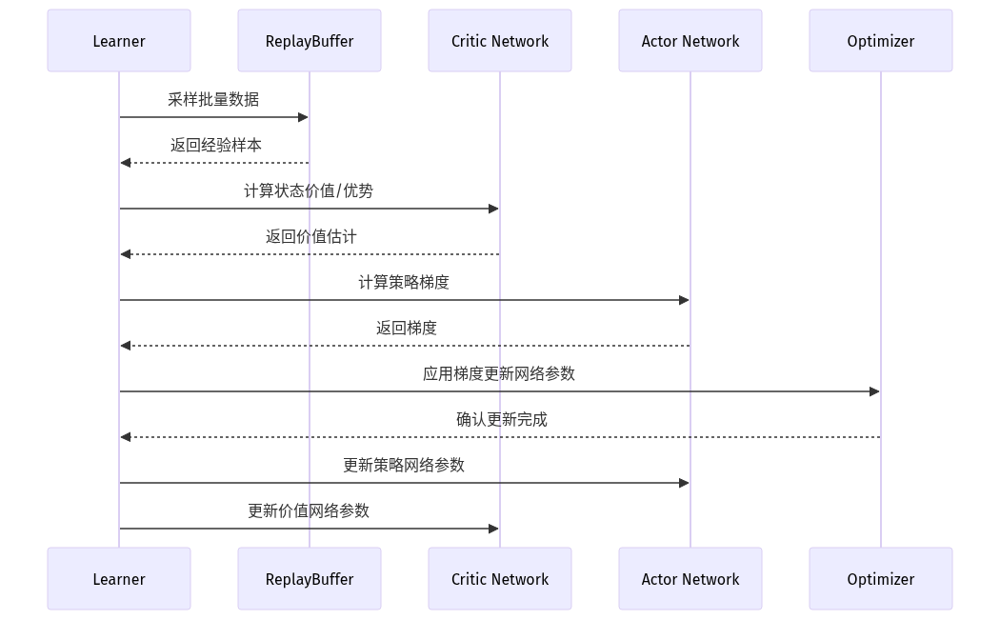 Learner
ReplayBuffer
Critic Network
Actor Network
Optimizer
采样批量数据
返回经验样本
计算状态价值/优势
返回价值估计
计算策略梯度
返回梯度
应用梯度更新网络参数
确认更新完成
更新策略网络参数
更新价值网络参数
Learner
ReplayBuffer
Critic Network
Actor Network
Optimizer